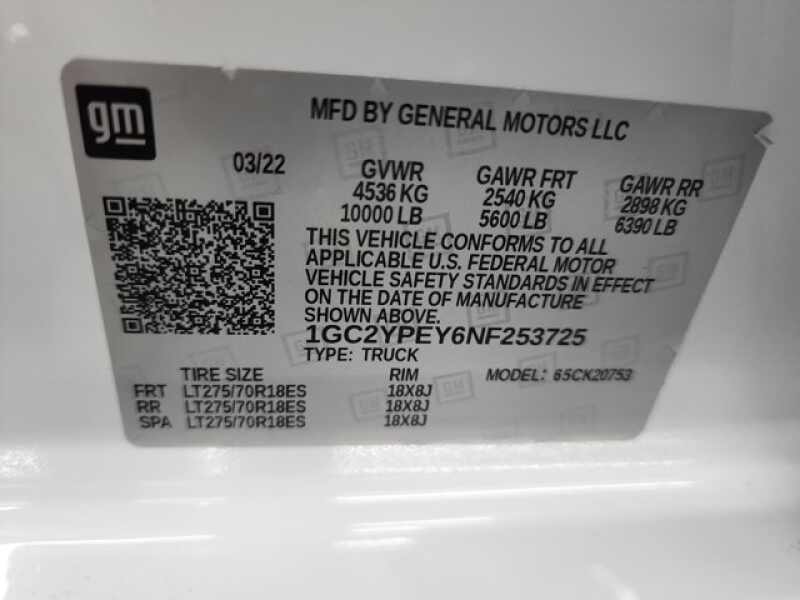 gm
MFD BY GENERAL MOTORS LLC
03/22 GVWR GAWR FRT GAWR RR
4536 KG 2540 KG 2898 KG
10000 LB 5600 LB 6390 LB
THIS VEHICLE CONFORMS TO ALL
APPLICABLE U.S. FEDERAL MOTOR
VEHICLE SAFETY STANDARDS IN EFFECT
ON THE DATE OF MANUFACTURE
SHOWN ABOVE.
1GC2YPEY6NF253725
TYPE: TRUCK
TIRE SIZE RIM MODEL: 65CK20753
FRT LT275/70R18ES 18X8J
RR LT275/70R18ES 18X8J
SPA LT275/70R18ES 18X8J